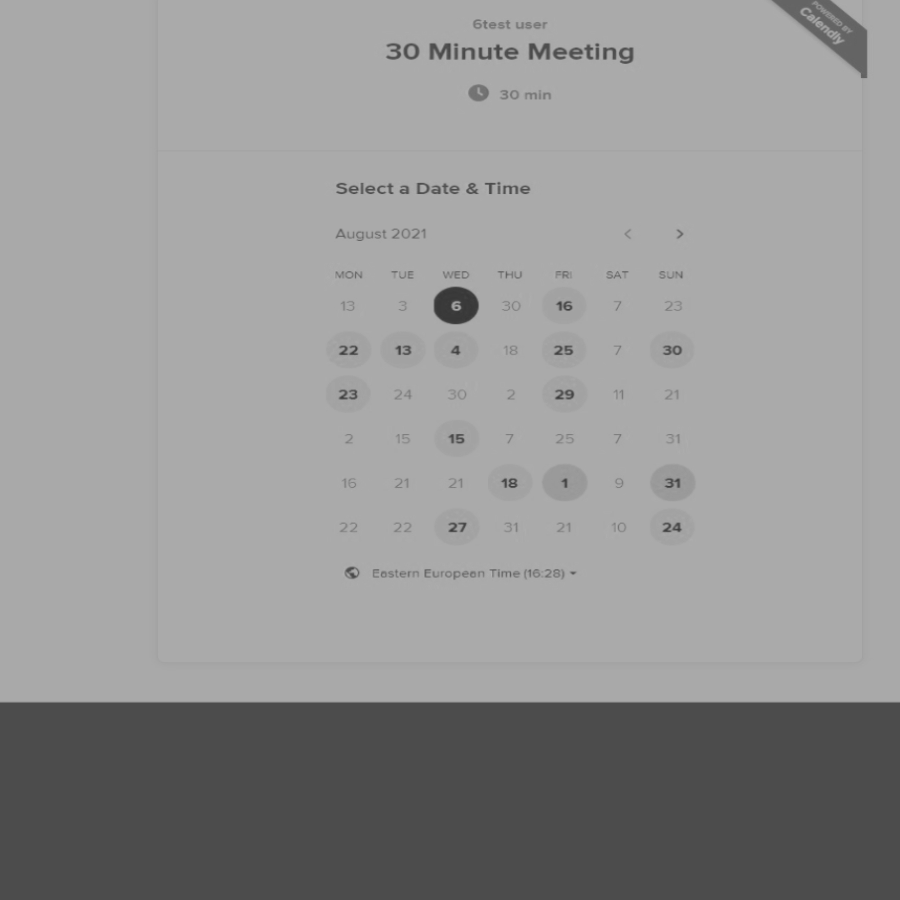 POWERED BY
Calendly
6test user
30 Minute Meeting
30 min
Select a Date & Time
August 2021
MON TUE WED THU FRI SAT SUN
13 3 6 30 16 7 23
22 13 4 18 25 7 30
23 24 30 2 29 11 21
2 15 15 7 25 7 31
16 21 21 18 1 9 31
22 22 27 31 21 10 24
Eastern European Time (16:28)